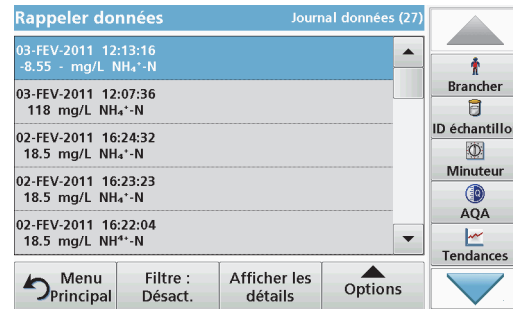 Rappeler données
Journal données (27)
03-FEV-2011 12:13:16
-8.55 - mg/L NH₄⁺-N
03-FEV-2011 12:07:36
118 mg/L NH₄⁺-N
02-FEV-2011 16:24:32
18.5 mg/L NH₄⁺-N
02-FEV-2011 16:23:23
18.5 mg/L NH₄⁺-N
02-FEV-2011 16:22:04
18.5 mg/L NH⁴⁺-N
Brancher
ID échantillo
Minuteur
AQA
Tendances
Menu
Principal
Filtre :
Désact.
Afficher les
détails
Options